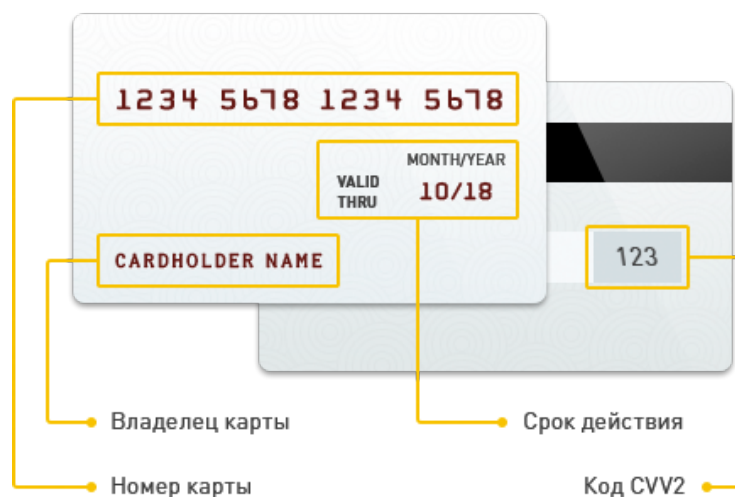 1234 5678 1234 5678
MONTH/YEAR
VALID
THRU
10/18
CARDHOLDER NAME
123
Владелец карты
Срок действия
Номер карты
Код CVV2